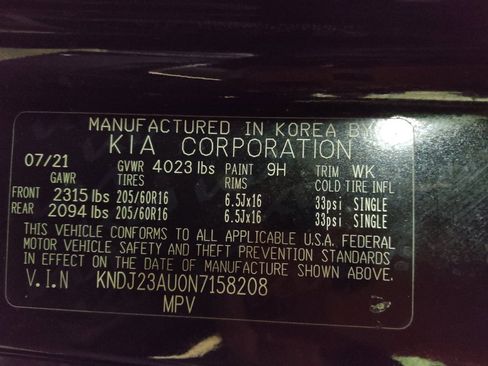 MANUFACTURED IN KOREA BY
KIA CORPORATION
07/21 GVWR 4023 lbs PAINT 9H TRIM WK
GAWR TIRES RIMS COLD TIRE INFL
FRONT 2315 lbs 205/60R16 6.5Jx16 33psi SINGLE
REAR 2094 lbs 205/60R16 6.5Jx16 33psi SINGLE
THIS VEHICLE CONFORMS TO ALL APPLICABLE U.S.A. FEDERAL
MOTOR VEHICLE SAFETY AND THEFT PREVENTION STANDARDS
IN EFFECT ON THE DATE OF MANUFACTURE SHOWN ABOVE.
V.I.N KNDJ23AU0N7158208
MPV